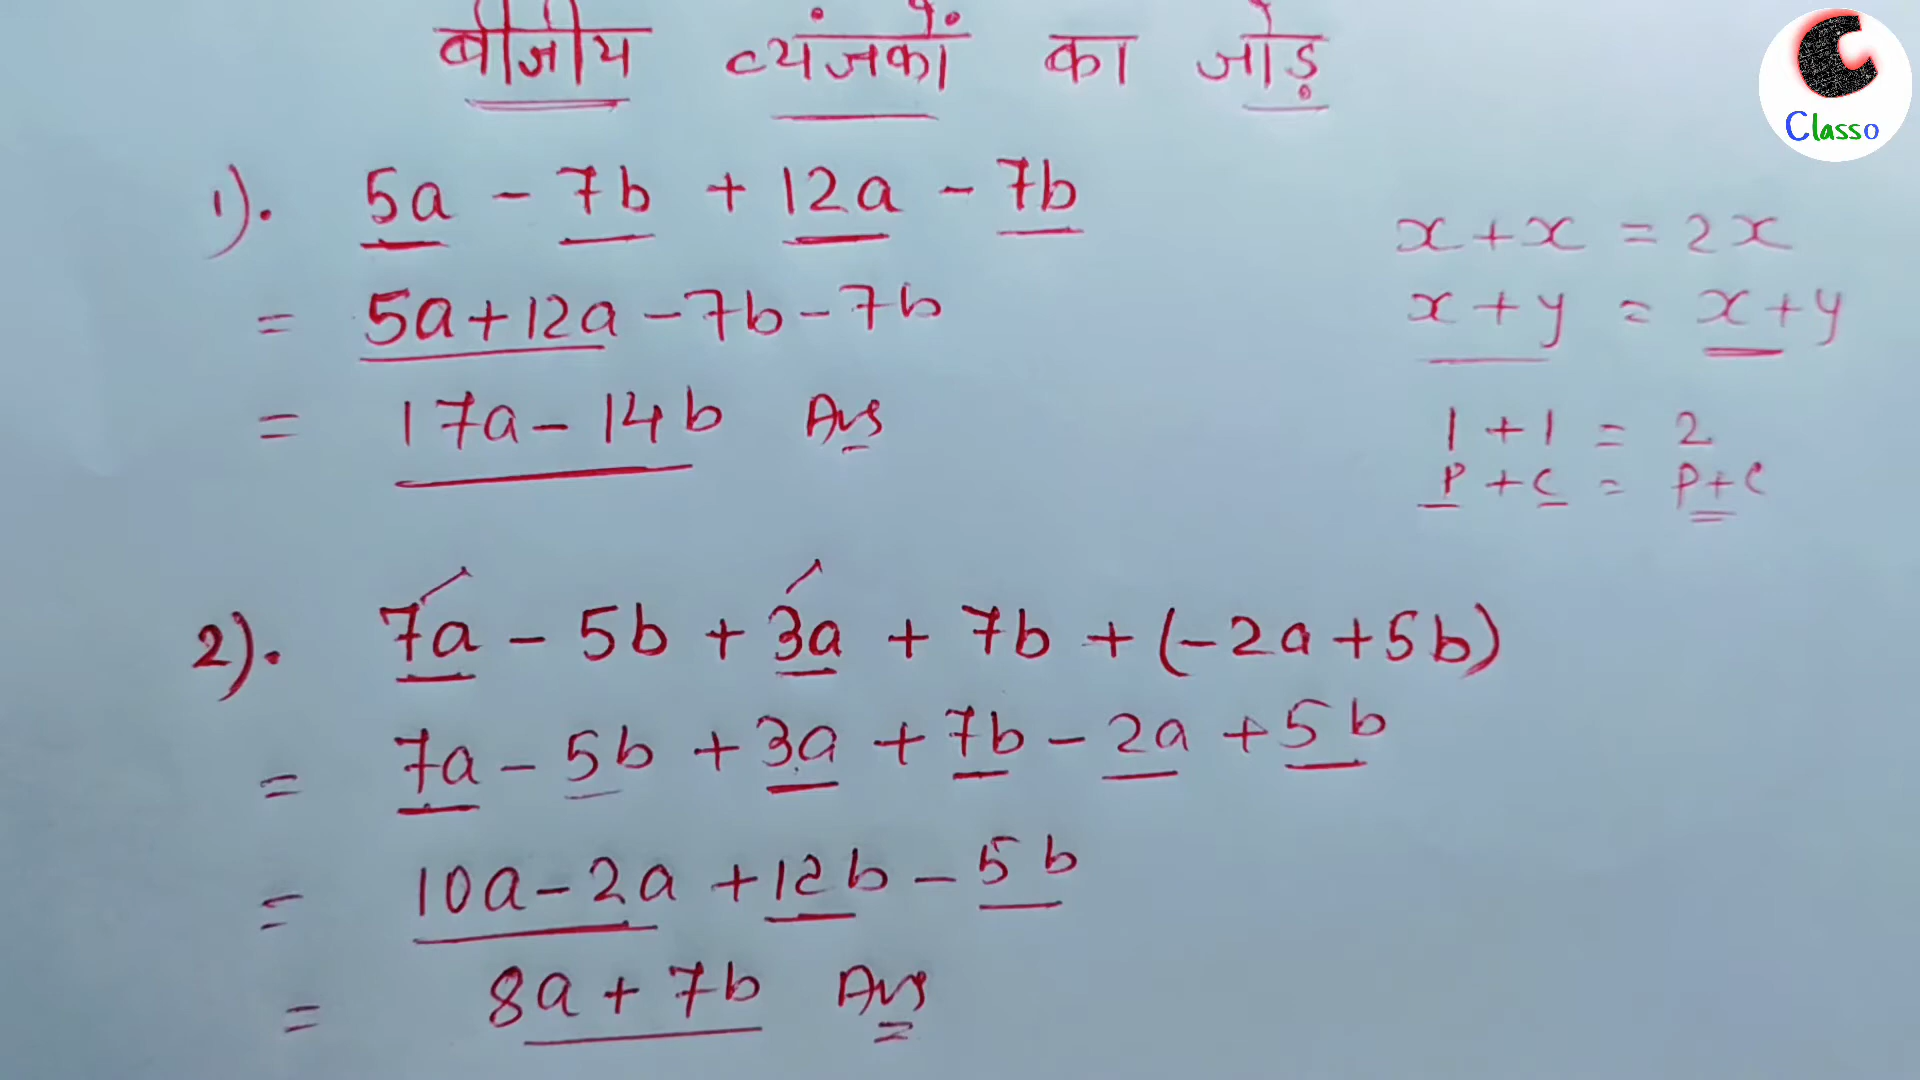 बीजीय व्यंजकों का जोड़
Classo
1). 5a - 7b + 12a - 7b
= 5a+12a - 7b - 7b
= 17a - 14b Ans
x + x = 2x
x + y = x + y
1 + 1 = 2
P + C = P + C
2). 7a - 5b + 3a + 7b + (-2a + 5b)
= 7a - 5b + 3a + 7b - 2a + 5b
= 10a - 2a + 12b - 5b
= 8a + 7b Ans